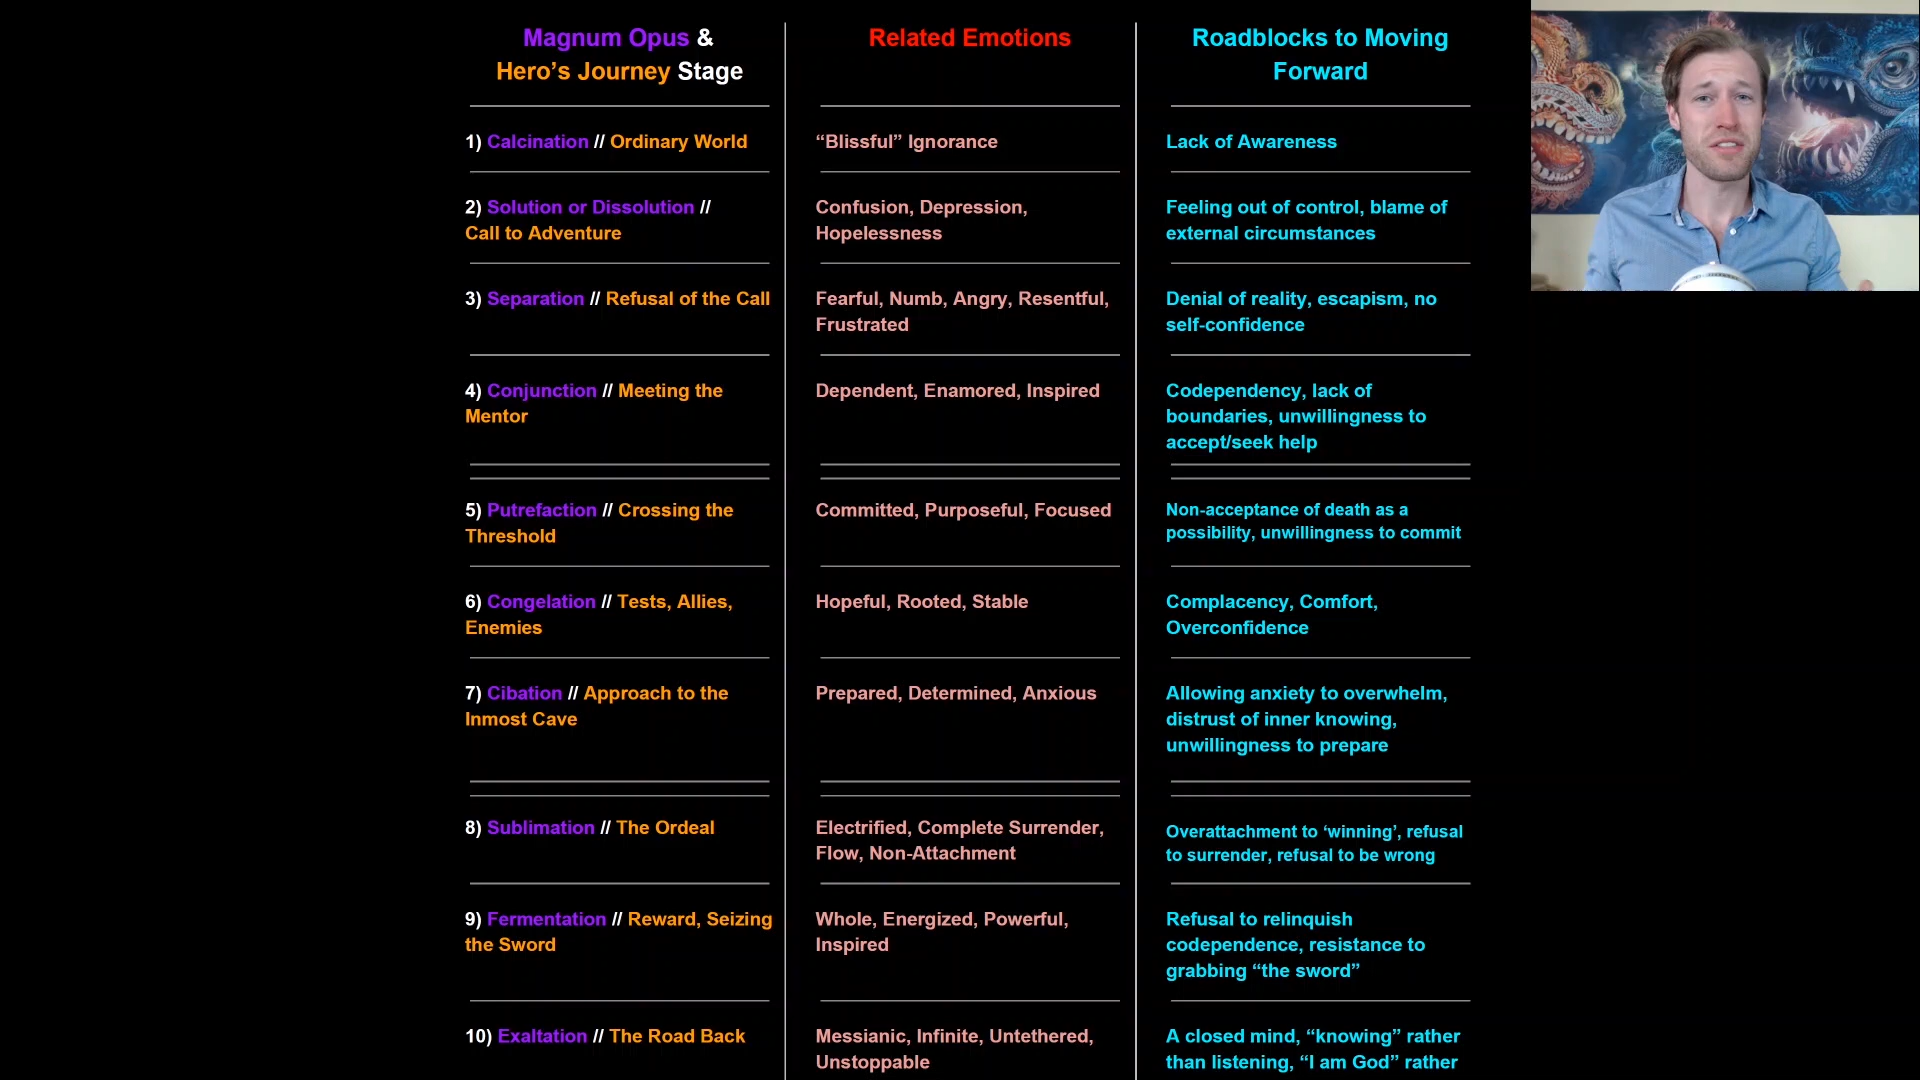 Magnum Opus &
Hero’s Journey Stage
Related Emotions
Roadblocks to Moving
Forward
1) Calcination // Ordinary World
“Blissful” Ignorance
Lack of Awareness
2) Solution or Dissolution //
Call to Adventure
Confusion, Depression,
Hopelessness
Feeling out of control, blame of
external circumstances
3) Separation // Refusal of the Call
Fearful, Numb, Angry, Resentful,
Frustrated
Denial of reality, escapism, no
self-confidence
4) Conjunction // Meeting the
Mentor
Dependent, Enamored, Inspired
Codependency, lack of
boundaries, unwillingness to
accept/seek help
5) Putrefaction // Crossing the
Threshold
Committed, Purposeful, Focused
Non-acceptance of death as a
possibility, unwillingness to commit
6) Congelation // Tests, Allies,
Enemies
Hopeful, Rooted, Stable
Complacency, Comfort,
Overconfidence
7) Cibation // Approach to the
Inmost Cave
Prepared, Determined, Anxious
Allowing anxiety to overwhelm,
distrust of inner knowing,
unwillingness to prepare
8) Sublimation // The Ordeal
Electrified, Complete Surrender,
Flow, Non-Attachment
Overattachment to ‘winning’, refusal
to surrender, refusal to be wrong
9) Fermentation // Reward, Seizing
the Sword
Whole, Energized, Powerful,
Inspired
Refusal to relinquish
codependence, resistance to
grabbing “the sword”
10) Exaltation // The Road Back
Messianic, Infinite, Untethered,
Unstoppable
A closed mind, “knowing” rather
than listening, “I am God” rather